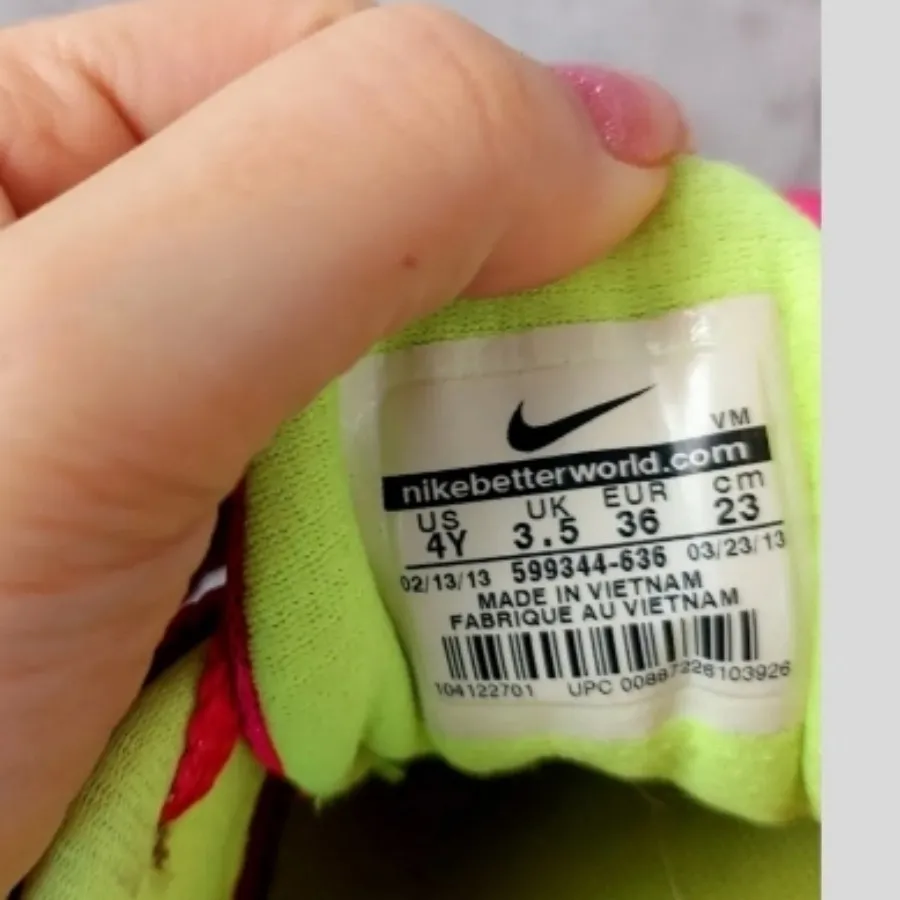 VM
nikebetterworld.com
US UK EUR cm
4Y 3.5 36 23
02/13/13 599344-636 03/23/13
MADE IN VIETNAM
FABRIQUE AU VIETNAM
104122701 UPC 00887226103926